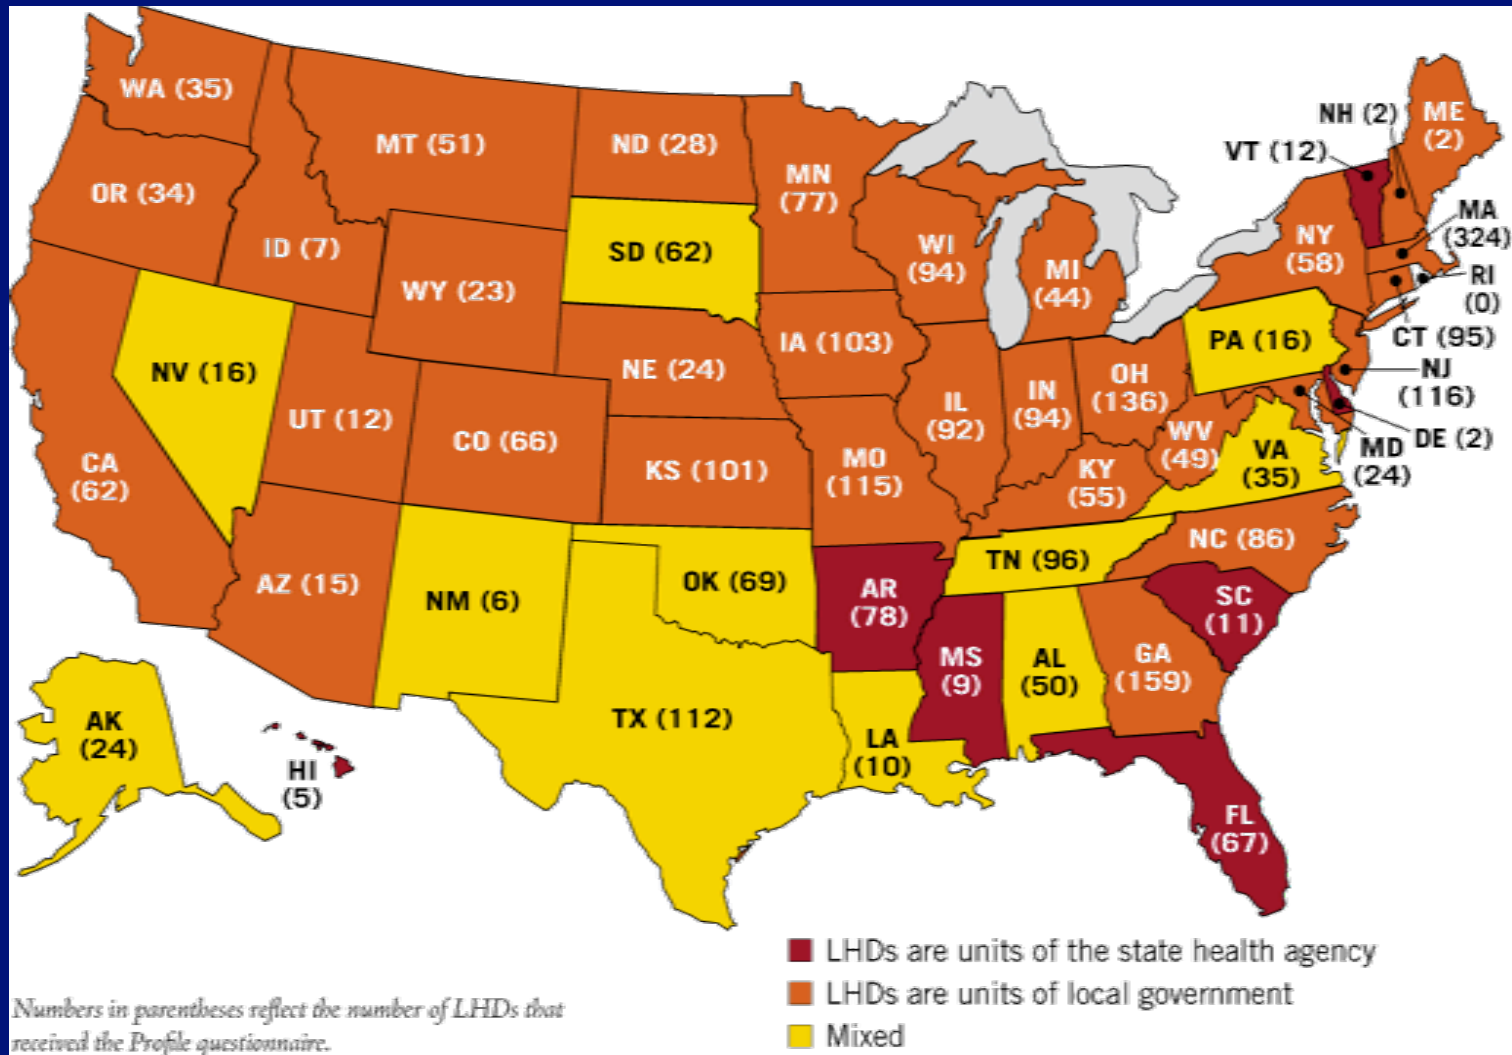 WA (35)
MT (51)
ND (28)
MN
(77)
NH (2)
ME
(2)
VT (12)
OR (34)
ID (7)
WY (23)
SD (62)
WI
(94)
MI
(44)
NY
(58)
MA
(324)
RI
(0)
CT (95)
NV (16)
UT (12)
CO (66)
NE (24)
IA (103)
IL
(92)
IN
(94)
OH
(136)
PA (16)
NJ
(116)
DE (2)
MD
(24)
CA
(62)
KS (101)
MO
(115)
KY
(55)
WV
(49)
VA
(35)
AZ (15)
NM (6)
OK (69)
AR
(78)
TN (96)
NC (86)
SC
(11)
MS
(9)
AL
(50)
GA
(159)
AK
(24)
HI
(5)
TX (112)
LA
(10)
FL
(67)
LHDs are units of the state health agency
LHDs are units of local government
Mixed
Numbers in parentheses reflect the number of LHDs that
received the Profile questionnaire.